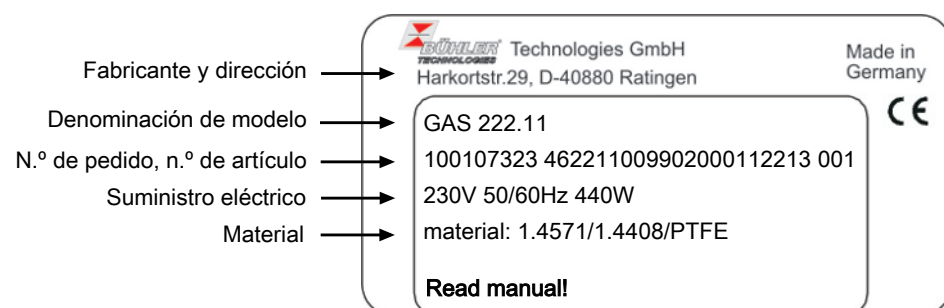 BÜHLER Technologies GmbH
TECHNOLOGIES
Made in
Germany
Fabricante y dirección
Harkortstr.29, D-40880 Ratingen
CE
Denominación de modelo
GAS 222.11
N.º de pedido, n.º de artículo
100107323 462211009902000112213 001
Suministro eléctrico
230V 50/60Hz 440W
Material
material: 1.4571/1.4408/PTFE
Read manual!